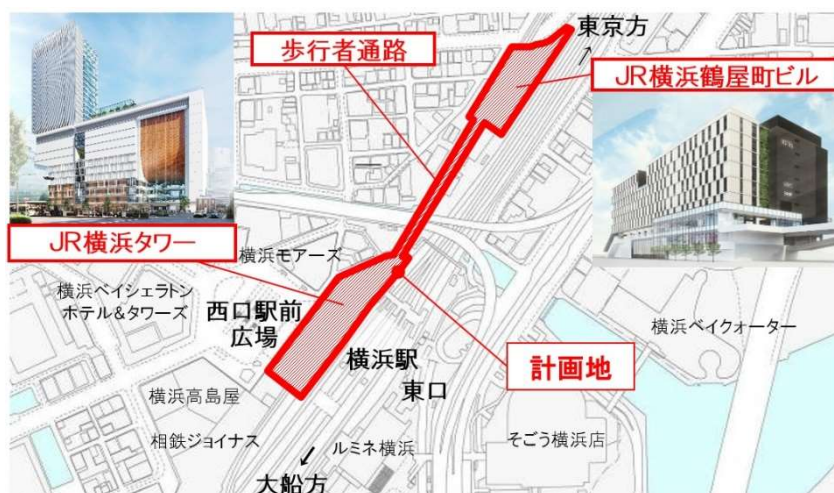 東京方
歩行者通路
JR横浜鶴屋町ビル
JR横浜タワー
横浜モアーズ
横浜ベイシェラトン
ホテル&タワーズ
西口駅前
広場
横浜ベイクォーター
横浜駅
東口
計画地
横浜高島屋
相鉄ジョイナス
ルミネ横浜
そごう横浜店
大船方